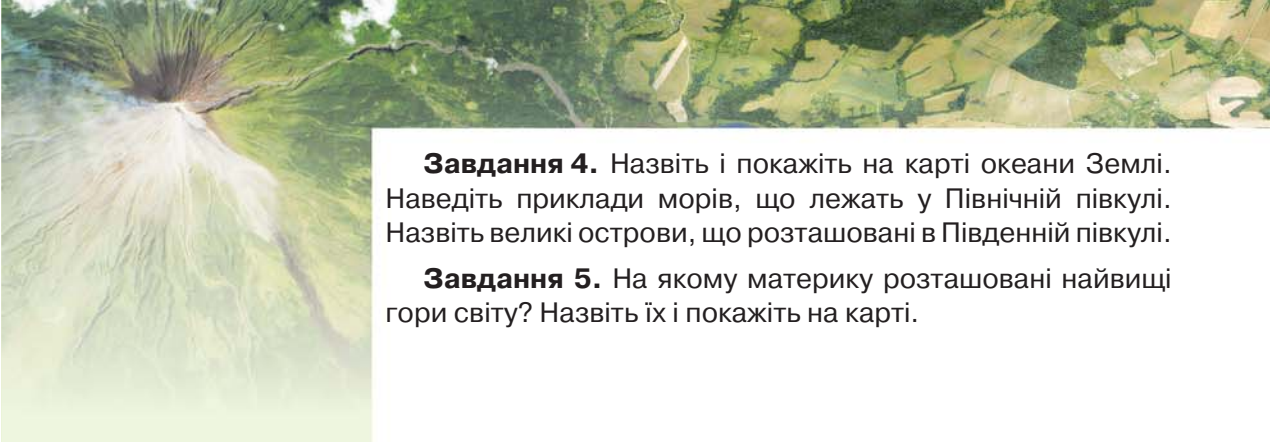 Завдання 4. Назвіть і покажіть на карті океани Землі.
Наведіть приклади морів, що лежать у Північній півкулі.
Назвіть великі острови, що розташовані в Південній півкулі.
Завдання 5. На якому материку розташовані найвищі
гори світу? Назвіть їх і покажіть на карті.